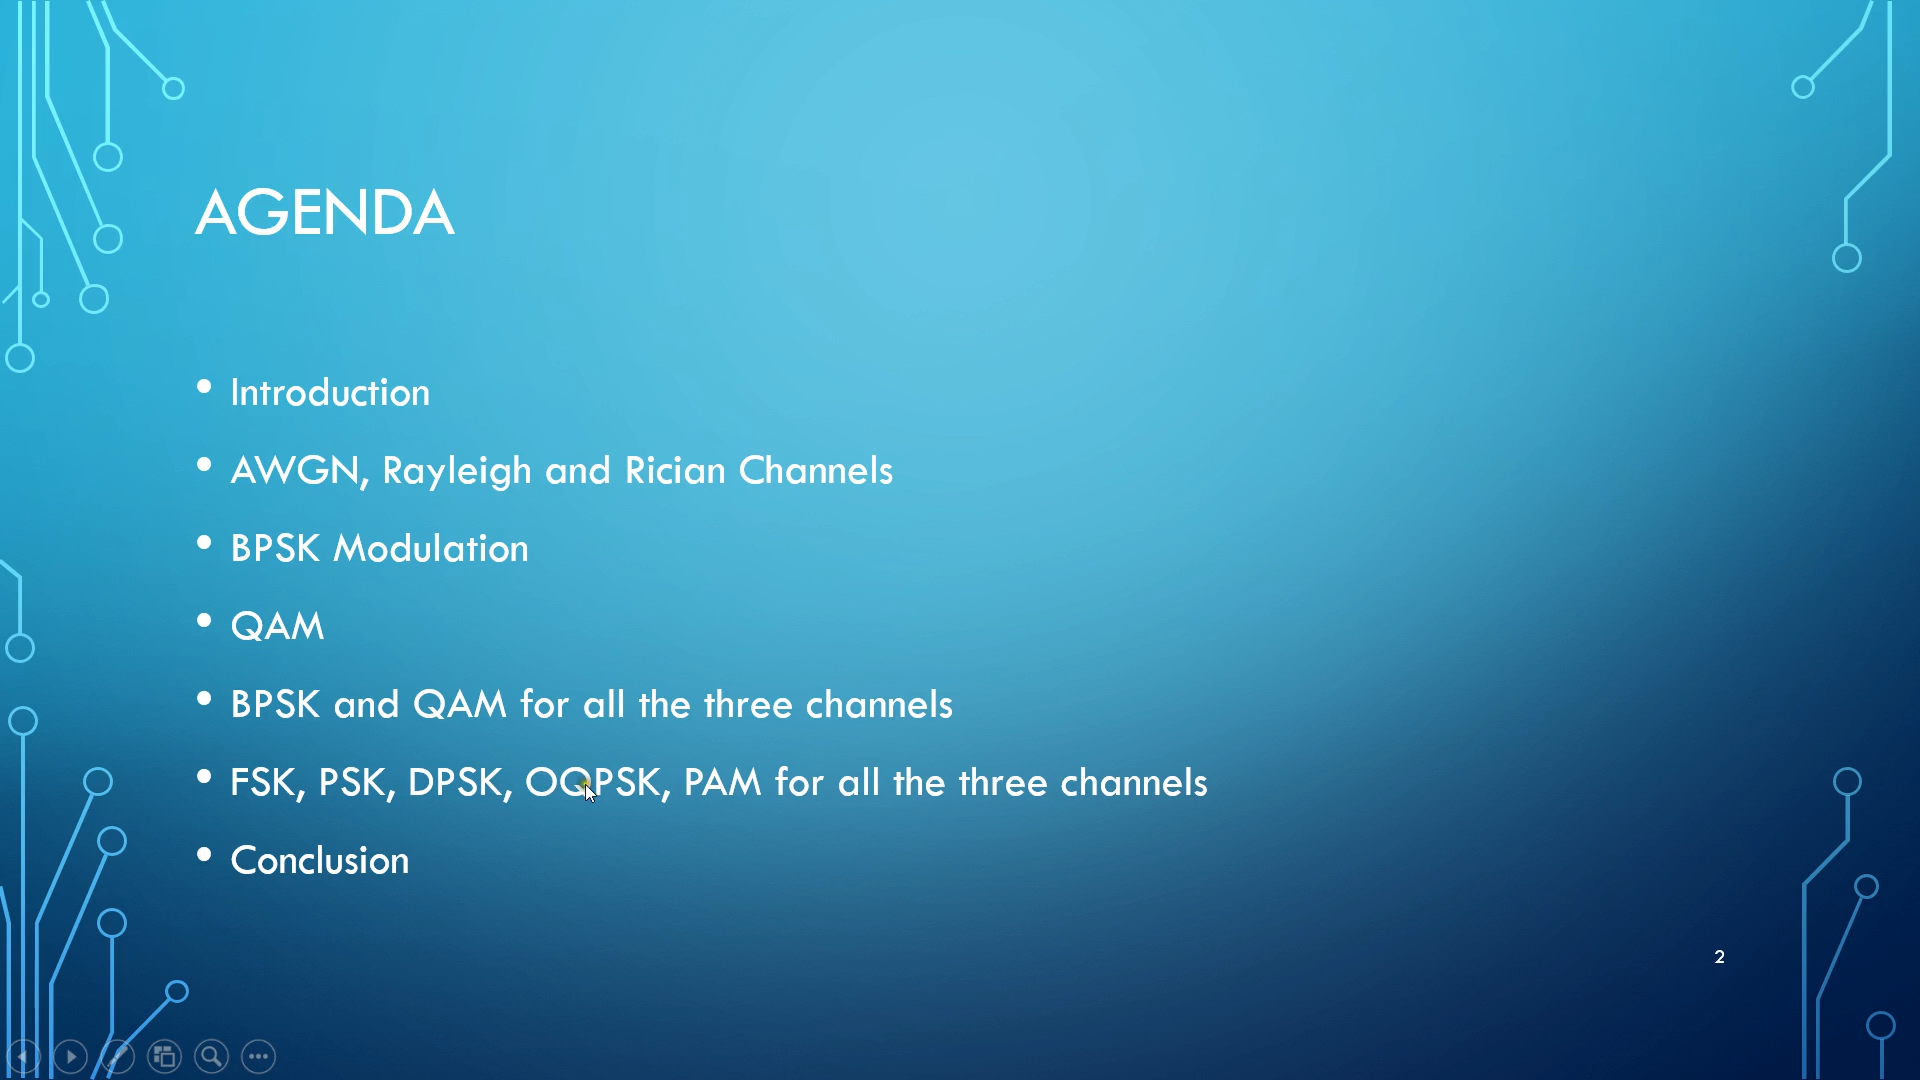 AGENDA
• Introduction
• AWGN, Rayleigh and Rician Channels
• BPSK Modulation
• QAM
• BPSK and QAM for all the three channels
• FSK, PSK, DPSK, OQPSK, PAM for all the three channels
• Conclusion
2